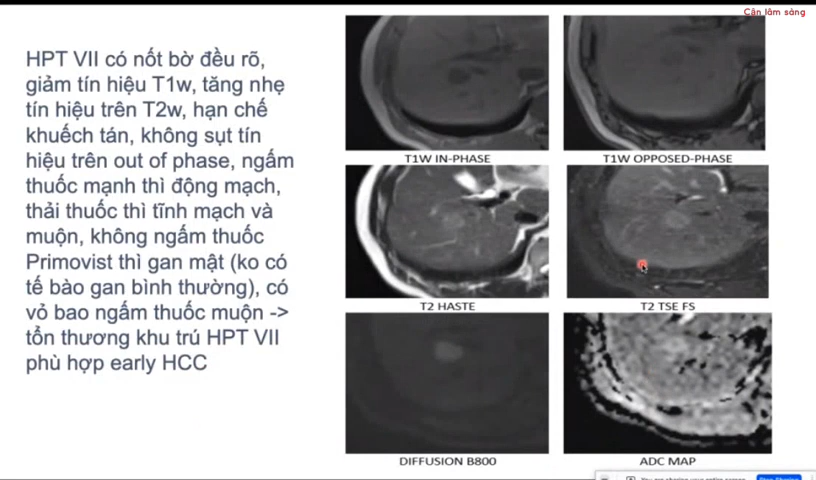 Cận lâm sàng
HPT VII có nốt bờ đều rõ,
giảm tín hiệu T1w, tăng nhẹ
tín hiệu trên T2w, hạn chế
khuếch tán, không sụt tín
hiệu trên out of phase, ngấm
thuốc mạnh thì động mạch,
thải thuốc thì tĩnh mạch và
muộn, không ngấm thuốc
Primovist thì gan mật (ko có
tế bào gan bình thường), có
vỏ bao ngấm thuốc muộn ->
tổn thương khu trú HPT VII
phù hợp early HCC
T1W IN-PHASE
T1W OPPOSED-PHASE
T2 HASTE
T2 TSE FS
DIFFUSION B800
ADC MAP